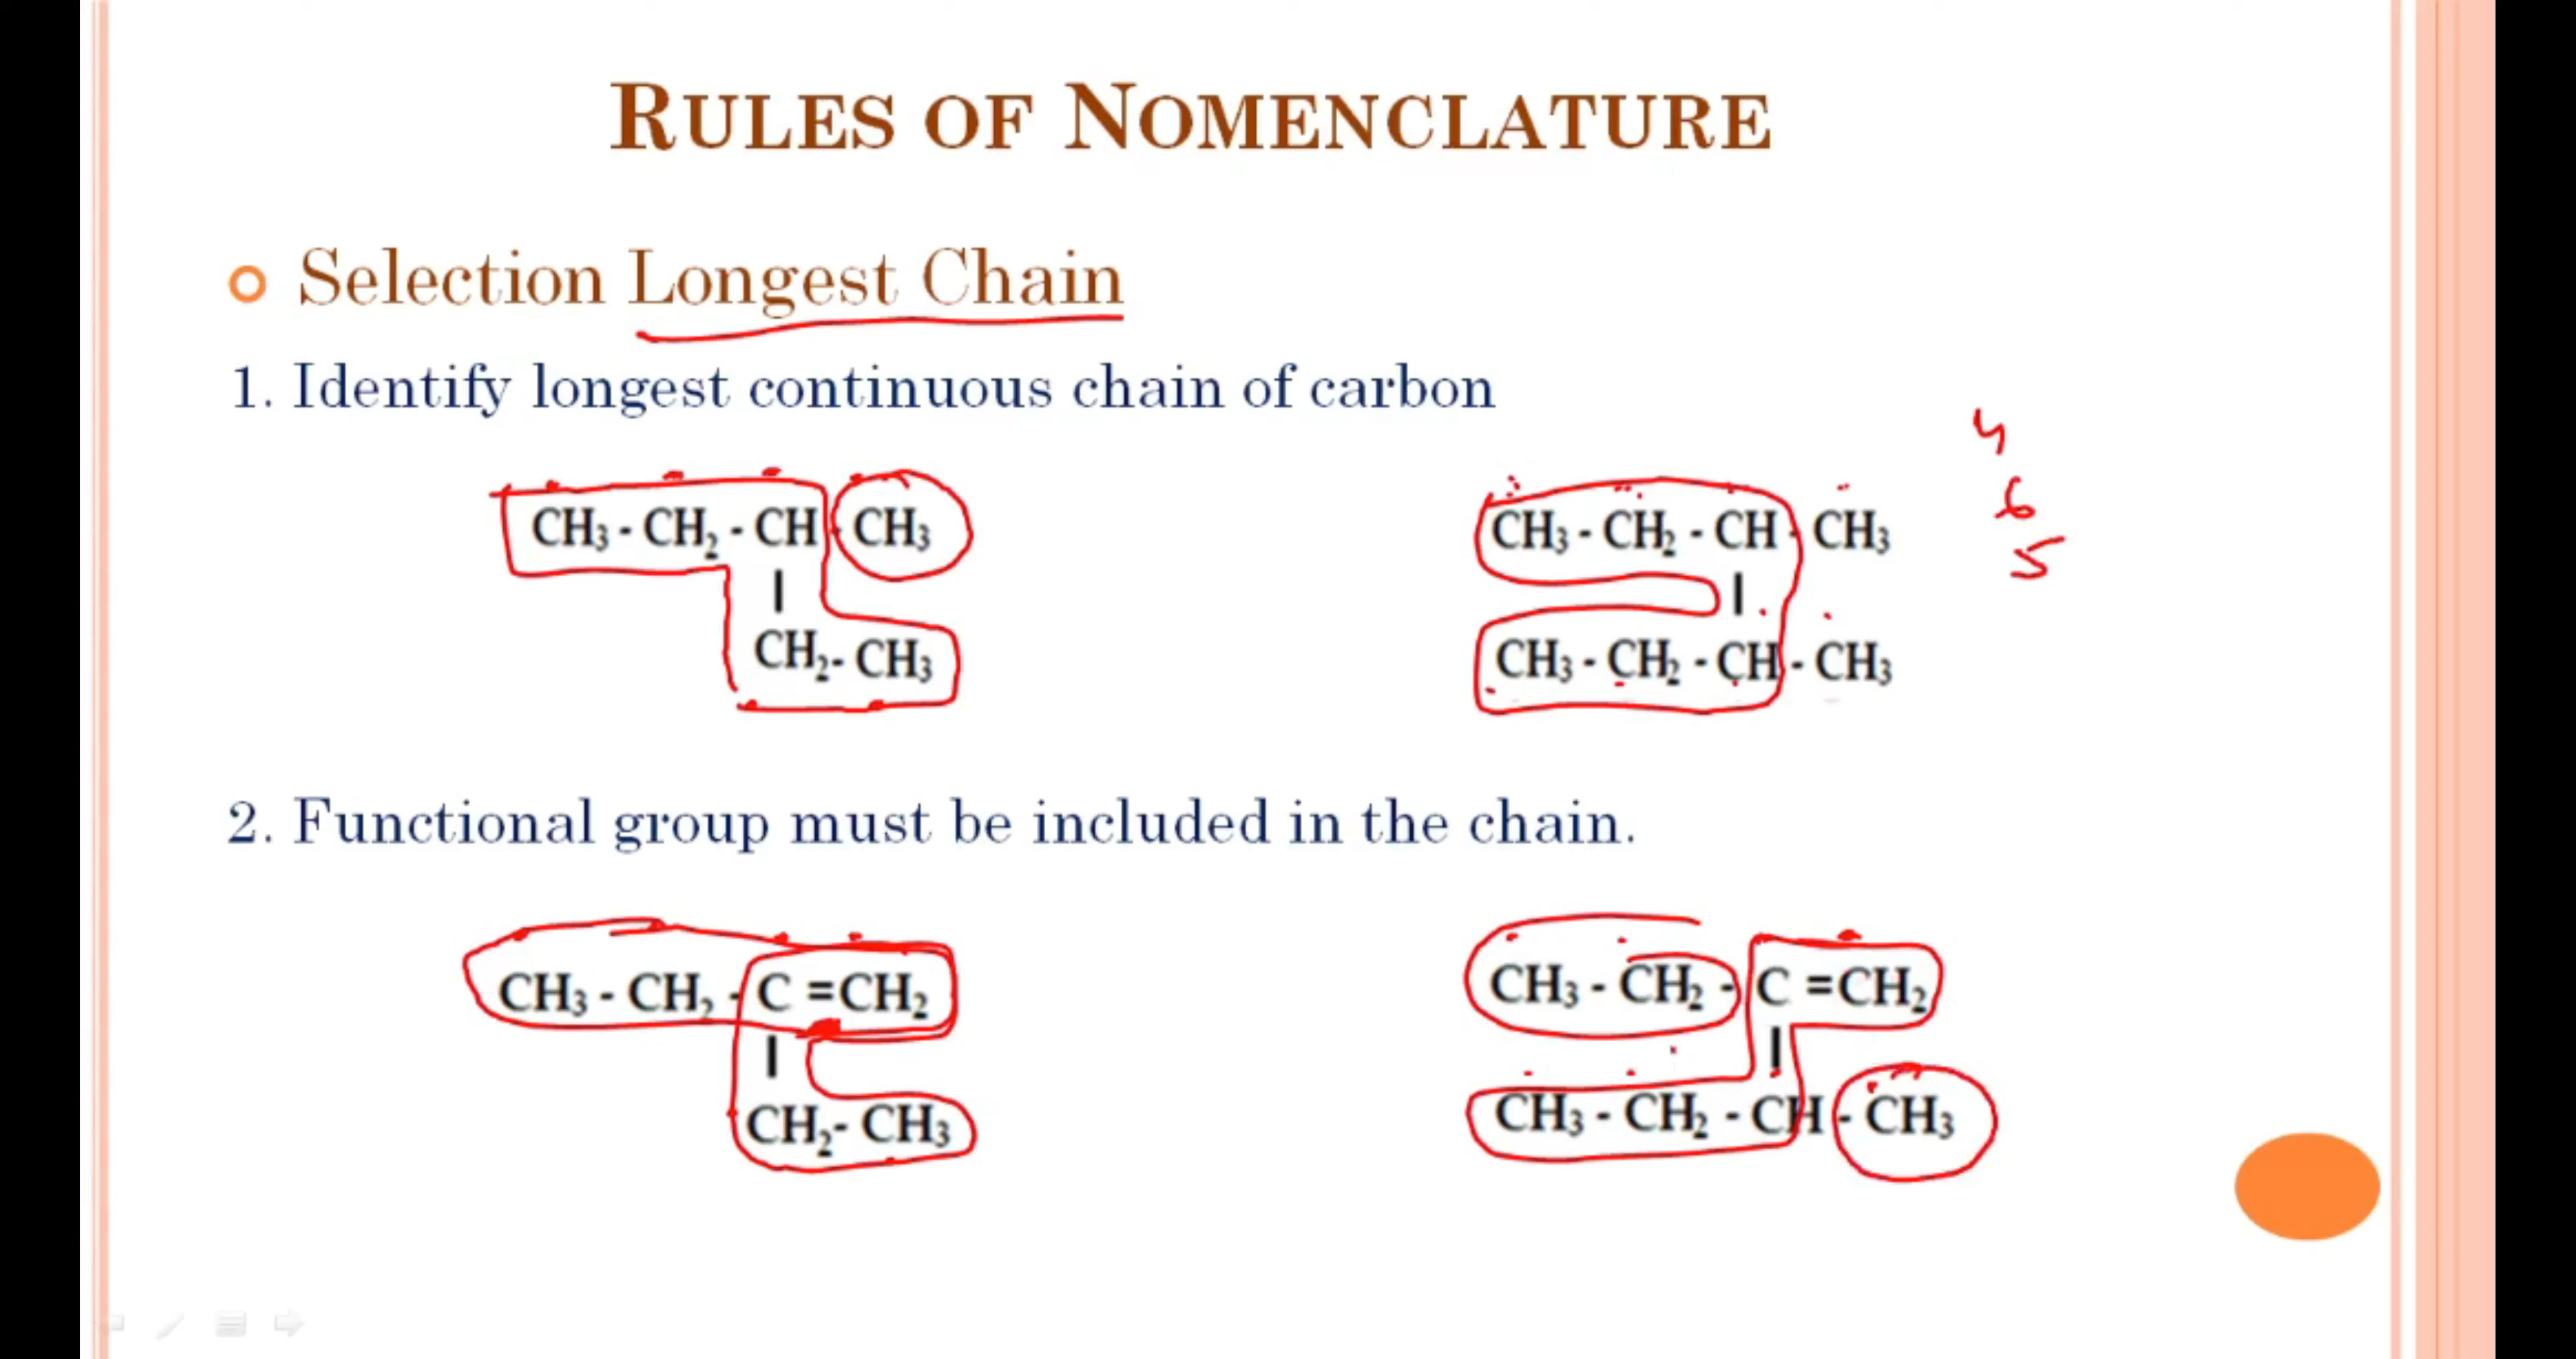 RULES OF NOMENCLATURE
Selection Longest Chain
1. Identify longest continuous chain of carbon
4
6
5
CH₃ - CH₂ - CH - CH₃
|
CH₂- CH₃
CH₃ - CH₂ - CH - CH₃
|
CH₃ - CH₂ - CH - CH₃
2. Functional group must be included in the chain.
CH₃ - CH₂ - C =CH₂
|
CH₂- CH₃
CH₃ - CH₂ - C =CH₂
|
CH₃ - CH₂ - CH - CH₃